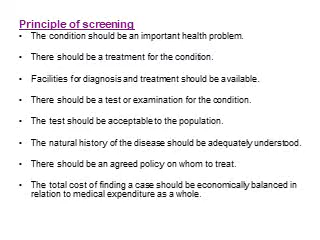 Principle of screening
• The condition should be an important health problem.
• There should be a treatment for the condition.
• Facilities for diagnosis and treatment should be available.
• There should be a test or examination for the condition.
• The test should be acceptable to the population.
• The natural history of the disease should be adequately understood.
• There should be an agreed policy on whom to treat.
• The total cost of finding a case should be economically balanced in
relation to medical expenditure as a whole.